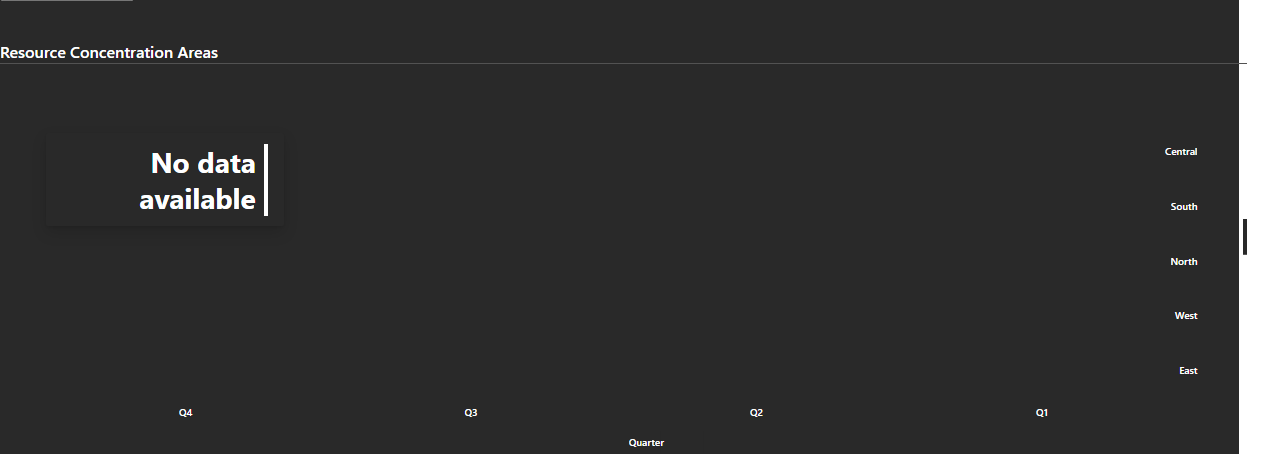 Resource Concentration Areas
No data
available
Central
South
North
West
East
Q4 Q3 Q2 Q1
Quarter